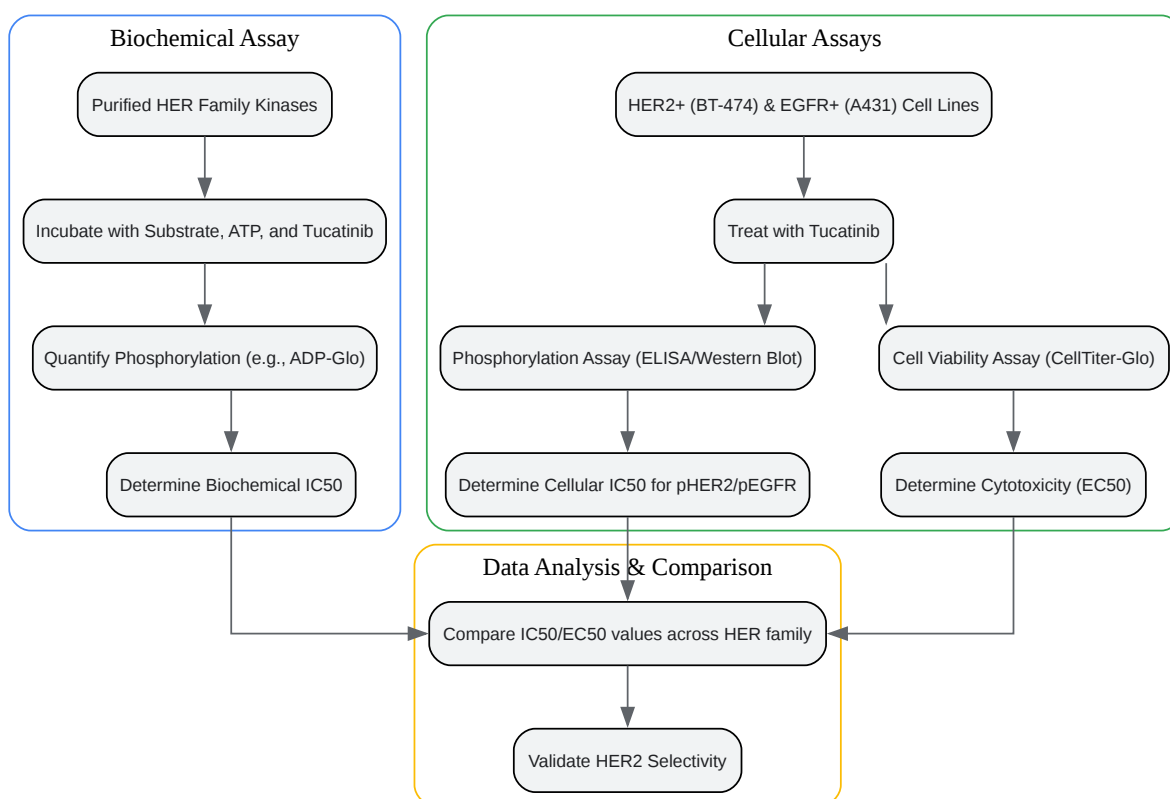 Biochemical Assay
Purified HER Family Kinases
Incubate with Substrate, ATP, and Tucatinib
Quantify Phosphorylation (e.g., ADP-Glo)
Determine Biochemical IC50
Cellular Assays
HER2+ (BT-474) & EGFR+ (A431) Cell Lines
Treat with Tucatinib
Phosphorylation Assay (ELISA/Western Blot)
Cell Viability Assay (CellTiter-Glo)
Determine Cellular IC50 for pHER2/pEGFR
Determine Cytotoxicity (EC50)
Data Analysis & Comparison
Compare IC50/EC50 values across HER family
Validate HER2 Selectivity